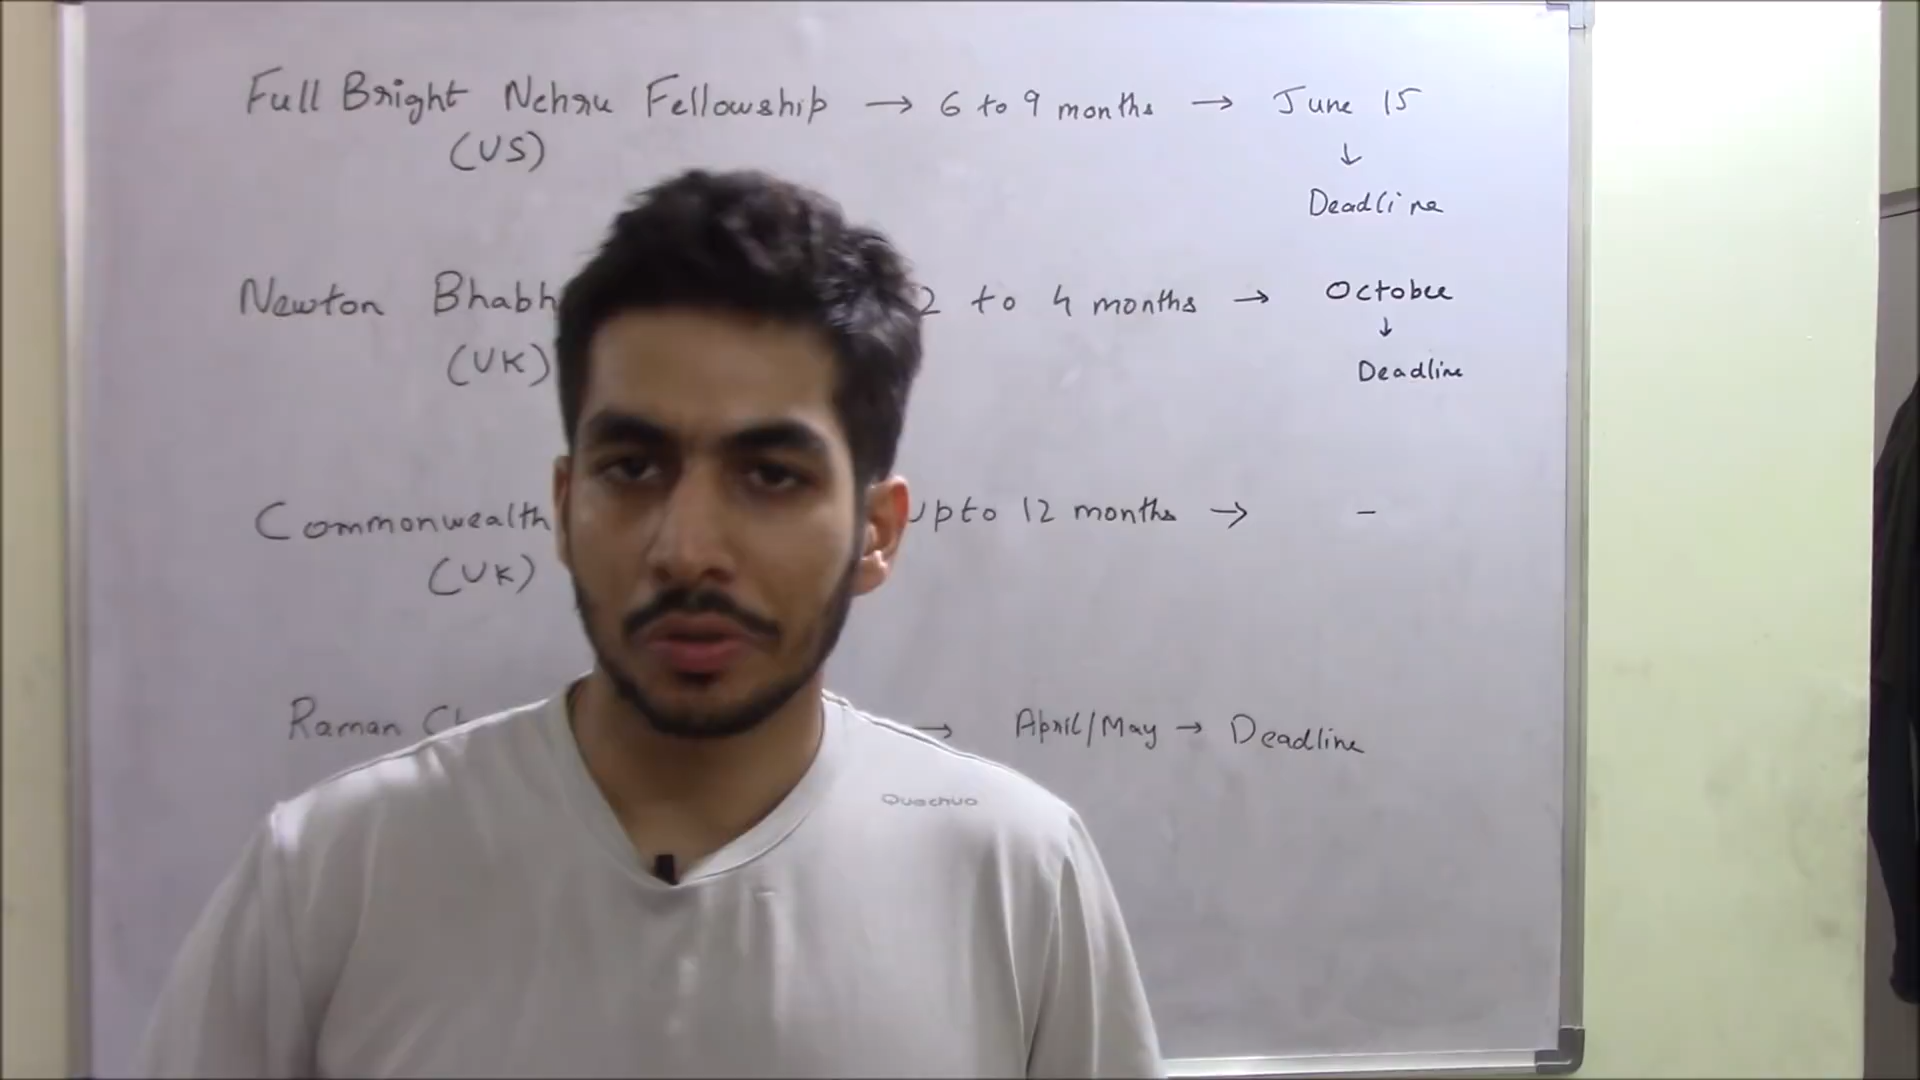 Full Bright Nehru Fellowship → 6 to 9 months → June 15
(US) ↓
Deadline
Newton 2 to 4 months → October
(UK) ↓
Deadline
Commonwealth upto 12 months → -
(UK)
Raman → April/May → Deadline
Quechua